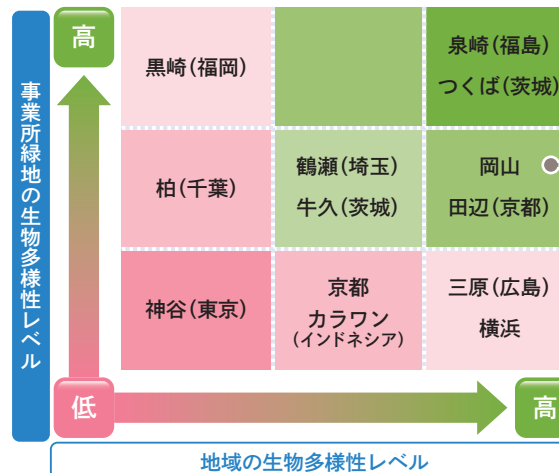 事業所緑地の生物多様性レベル
高
黒崎(福岡)
泉崎(福島)
つくば(茨城)
柏(千葉)
鶴瀬(埼玉)
牛久(茨城)
岡山
田辺(京都)
神谷(東京)
京都
カラワン
(インドネシア)
三原(広島)
横浜
低
高
地域の生物多様性レベル